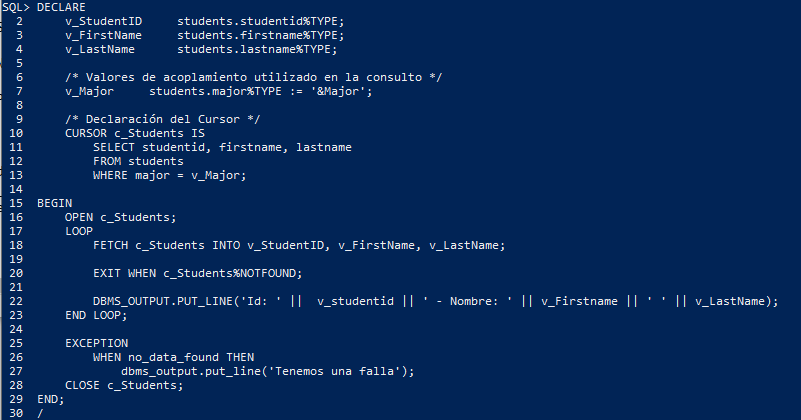 SQL> DECLARE
  2      v_StudentID     students.studentid%TYPE;
  3      v_FirstName     students.firstname%TYPE;
  4      v_LastName      students.lastname%TYPE;
  5
  6      /* Valores de acoplamiento utilizado en la consulto */
  7      v_Major     students.major%TYPE := '&Major';
  8
  9      /* Declaración del Cursor */
 10      CURSOR c_Students IS
 11          SELECT studentid, firstname, lastname
 12          FROM students
 13          WHERE major = v_Major;
 14
 15  BEGIN
 16      OPEN c_Students;
 17      LOOP
 18          FETCH c_Students INTO v_StudentID, v_FirstName, v_LastName;
 19
 20          EXIT WHEN c_Students%NOTFOUND;
 21
 22          DBMS_OUTPUT.PUT_LINE('Id: ' ||  v_studentid || ' - Nombre: ' || v_Firstname || ' ' || v_LastName);
 23      END LOOP;
 24
 25      EXCEPTION
 26          WHEN no_data_found THEN
 27              dbms_output.put_line('Tenemos una falla');
 28      CLOSE c_Students;
 29  END;
 30  /